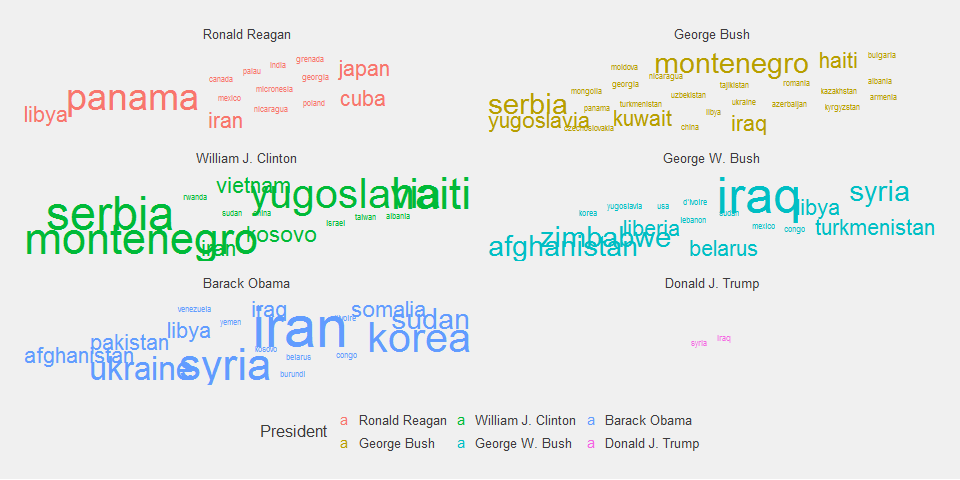 Ronald Reagan
grenada
india
palau
canada
japan
georgia
micronesia
panama
mexico
poland
cuba
nicaragua
libya
iran
George Bush
bulgaria
montenegro
haiti
moldova
nicaragua
albania
georgia
tajikistan
romania
mongolia
uzbekistan
kazakhstan
armenia
serbia
panama
turkmenistan
ukraine
azerbaijan
kyrgyzstan
libya
yugoslavia
kuwait
czechoslovakia
china
iraq
William J. Clinton
vietnam
yugoslavia
haiti
rwanda
serbia
sudan
china
taiwan
albania
israel
kosovo
montenegro
iran
George W. Bush
iraq
syria
d'ivoire
yugoslavia
usa
libya
korea
sudan
lebanon
liberia
mexico
congo
turkmenistan
zimbabwe
afghanistan
belarus
Barack Obama
venezuela
iraq
somalia
yemen
d'ivoire
sudan
libya
iran
korea
pakistan
kosovo
afghanistan
belarus
congo
ukraine
syria
burundi
Donald J. Trump
iraq
syria
President
a Ronald Reagan a William J. Clinton a Barack Obama
a George Bush a George W. Bush a Donald J. Trump